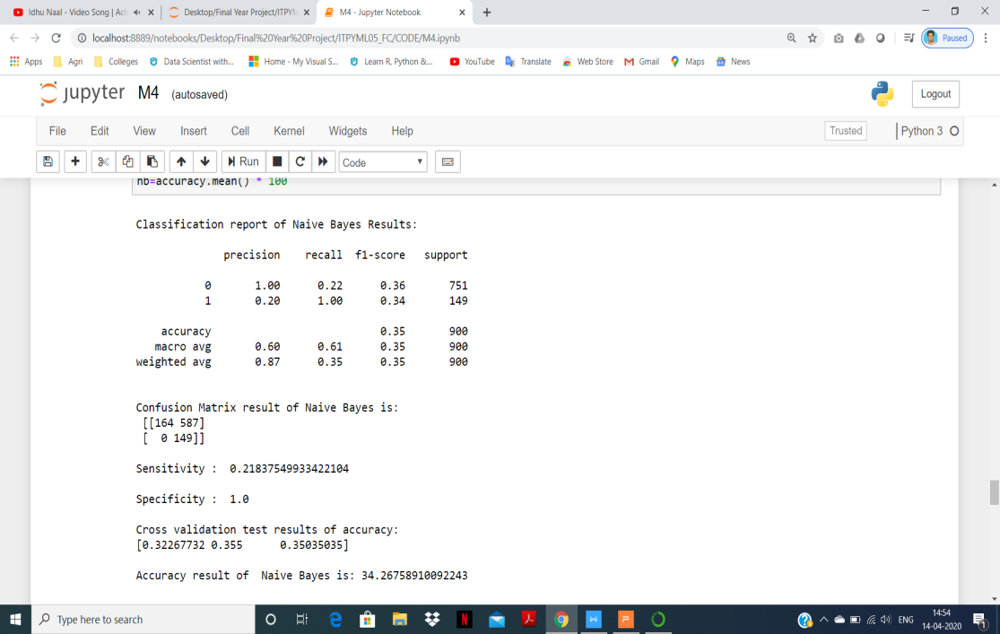 Idhu Naal - Video Song | Ach
Desktop/Final Year Project/ITPYM
M4 - Jupyter Notebook
localhost:8889/notebooks/Desktop/Final%20Year%20Project/ITPYML05_FC/CODE/M4.ipynb
Paused
Apps Agri Colleges Data Scientist with... Home - My Visual S... Learn R, Python &... YouTube Translate Web Store Gmail Maps News
jupyter M4 (autosaved)
Logout
File Edit View Insert Cell Kernel Widgets Help
Trusted
Python 3
Run
Code
nb=accuracy.mean() * 100
Classification report of Naive Bayes Results:
precision recall f1-score support
0 1.00 0.22 0.36 751
1 0.20 1.00 0.34 149
accuracy 0.35 900
macro avg 0.60 0.61 0.35 900
weighted avg 0.87 0.35 0.35 900
Confusion Matrix result of Naive Bayes is:
[[164 587]
[ 0 149]]
Sensitivity : 0.21837549933422104
Specificity : 1.0
Cross validation test results of accuracy:
[0.32267732 0.355 0.35035035]
Accuracy result of Naive Bayes is: 34.26758910092243
Type here to search
ENG
14:54
14-04-2020
1